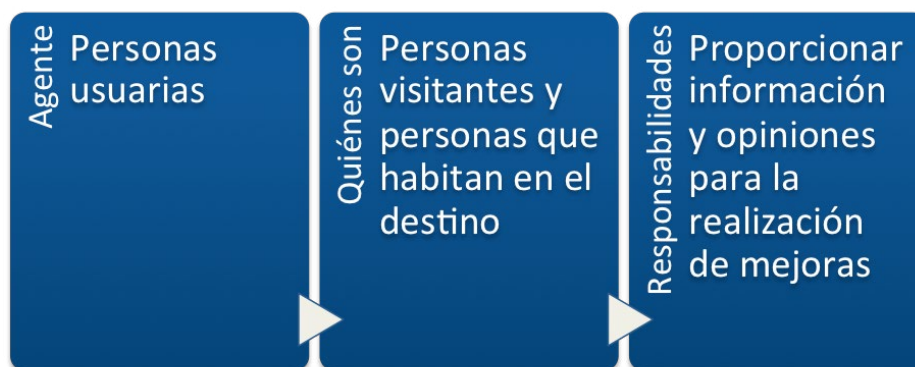 Agente
Personas
usuarias
Quiénes son
Personas
visitantes y
personas que
habitan en el
destino
Responsabilidades
Proporcionar
información
y opiniones
para la
realización
de mejoras